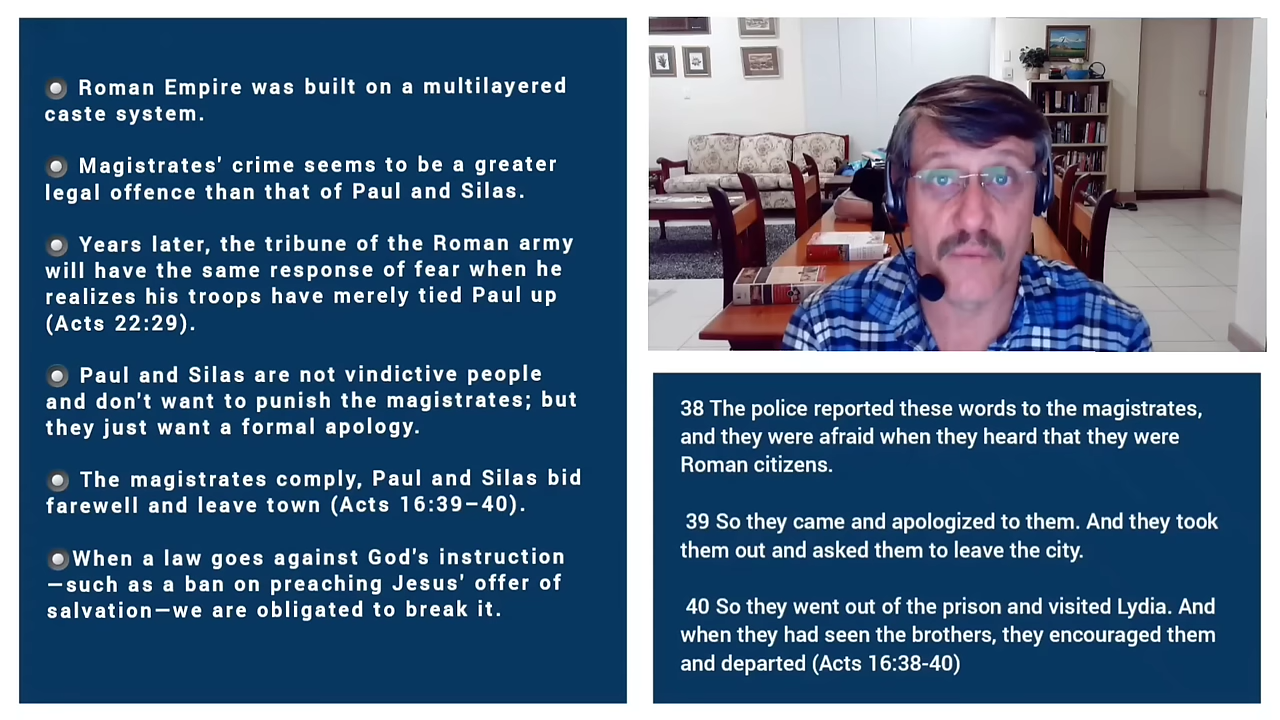 Roman Empire was built on a multilayered
caste system.
Magistrates' crime seems to be a greater
legal offence than that of Paul and Silas.
Years later, the tribune of the Roman army
will have the same response of fear when he
realizes his troops have merely tied Paul up
(Acts 22:29).
Paul and Silas are not vindictive people
and don't want to punish the magistrates; but
they just want a formal apology.
The magistrates comply, Paul and Silas bid
farewell and leave town (Acts 16:39–40).
When a law goes against God's instruction
—such as a ban on preaching Jesus' offer of
salvation—we are obligated to break it.
38 The police reported these words to the magistrates,
and they were afraid when they heard that they were
Roman citizens.
39 So they came and apologized to them. And they took
them out and asked them to leave the city.
40 So they went out of the prison and visited Lydia. And
when they had seen the brothers, they encouraged them
and departed (Acts 16:38-40)